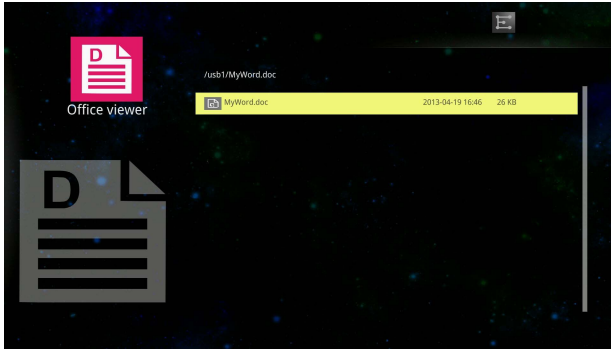 D
Office viewer
/usb1/MyWord.doc
MyWord.doc 2013-04-19 16:46 26 KB
D